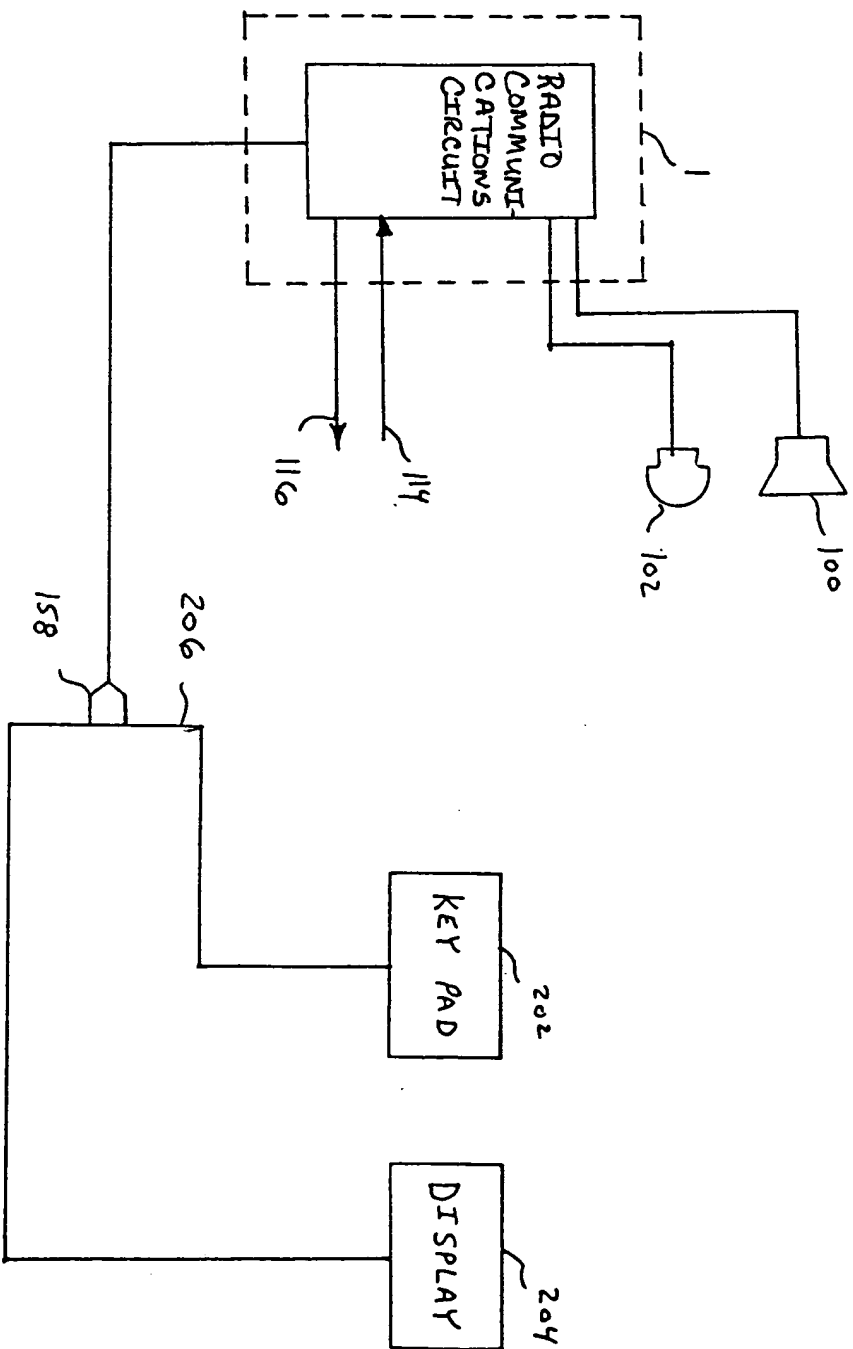 RADIO
COMMUNI-
CATIONS
CIRCUIT
1
100
102
114
116
158
206
KEY PAD
202
DISPLAY
204